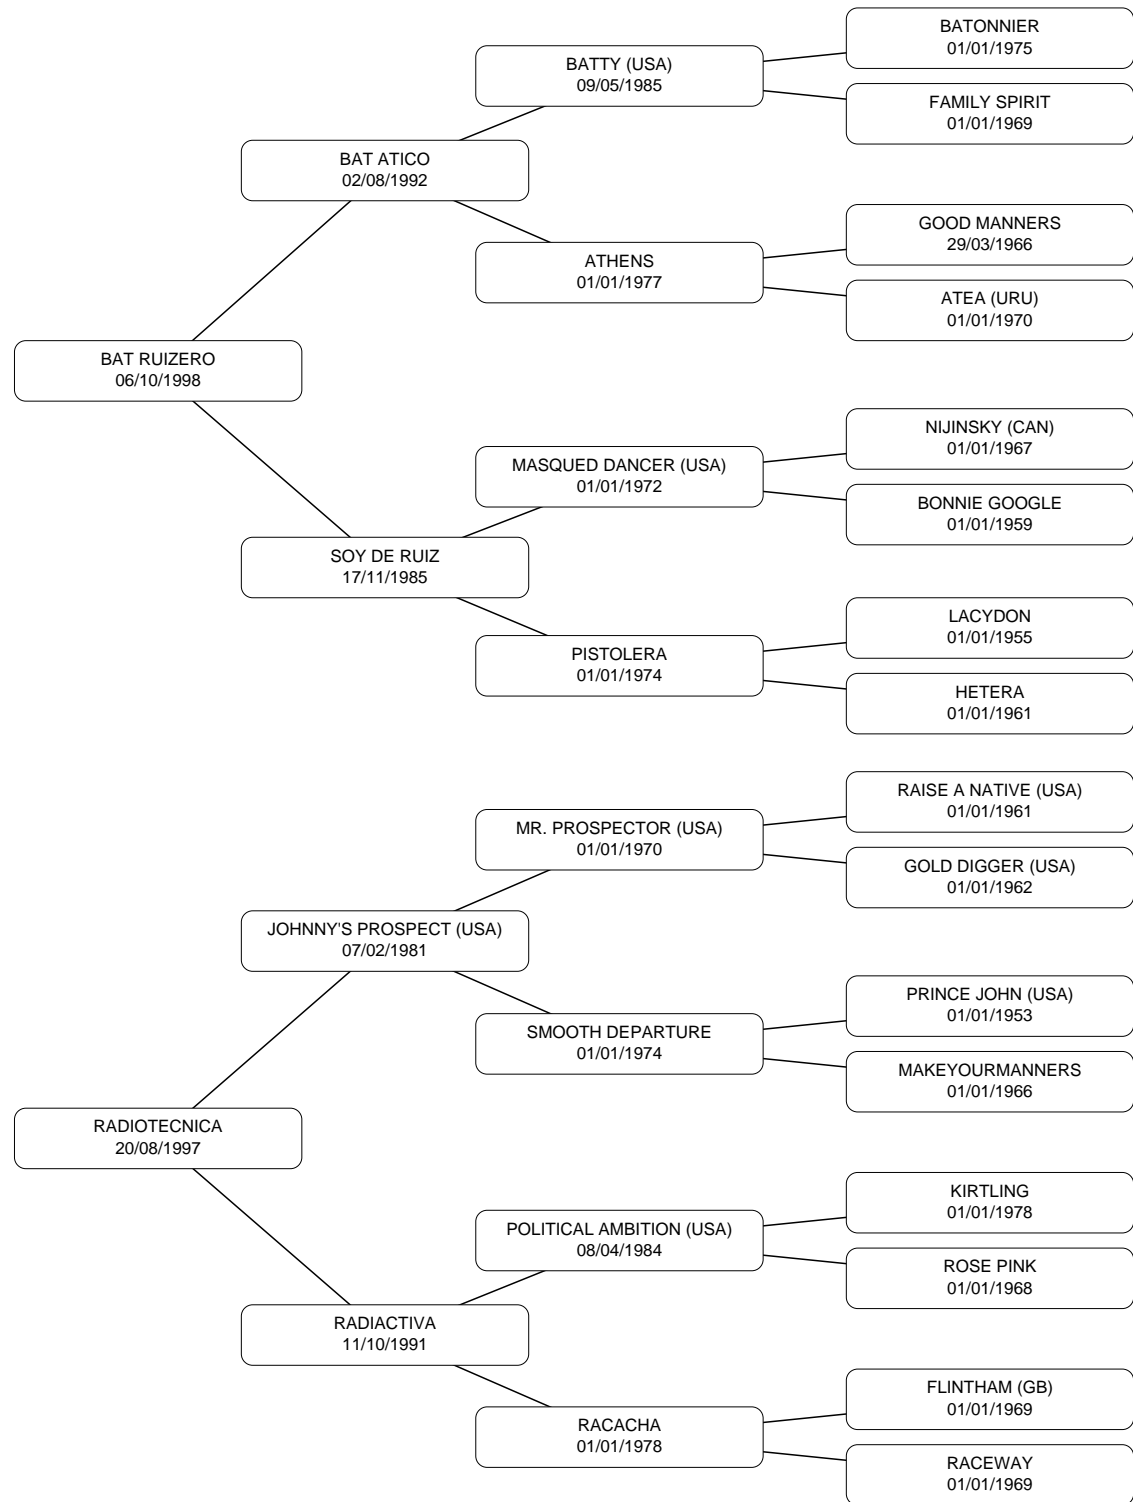 BATONNIER
01/01/1975
BATTY (USA)
09/05/1985
FAMILY SPIRIT
01/01/1969
BAT ATICO
02/08/1992
GOOD MANNERS
29/03/1966
ATHENS
01/01/1977
ATEA (URU)
01/01/1970
BAT RUIZERO
06/10/1998
NIJINSKY (CAN)
01/01/1967
MASQUED DANCER (USA)
01/01/1972
BONNIE GOOGLE
01/01/1959
SOY DE RUIZ
17/11/1985
LACYDON
01/01/1955
PISTOLERA
01/01/1974
HETERA
01/01/1961
RAISE A NATIVE (USA)
01/01/1961
MR. PROSPECTOR (USA)
01/01/1970
GOLD DIGGER (USA)
01/01/1962
JOHNNY'S PROSPECT (USA)
07/02/1981
PRINCE JOHN (USA)
01/01/1953
SMOOTH DEPARTURE
01/01/1974
MAKEYOURMANNERS
01/01/1966
RADIOTECNICA
20/08/1997
KIRTLING
01/01/1978
POLITICAL AMBITION (USA)
08/04/1984
ROSE PINK
01/01/1968
RADIACTIVA
11/10/1991
FLINTHAM (GB)
01/01/1969
RACACHA
01/01/1978
RACEWAY
01/01/1969